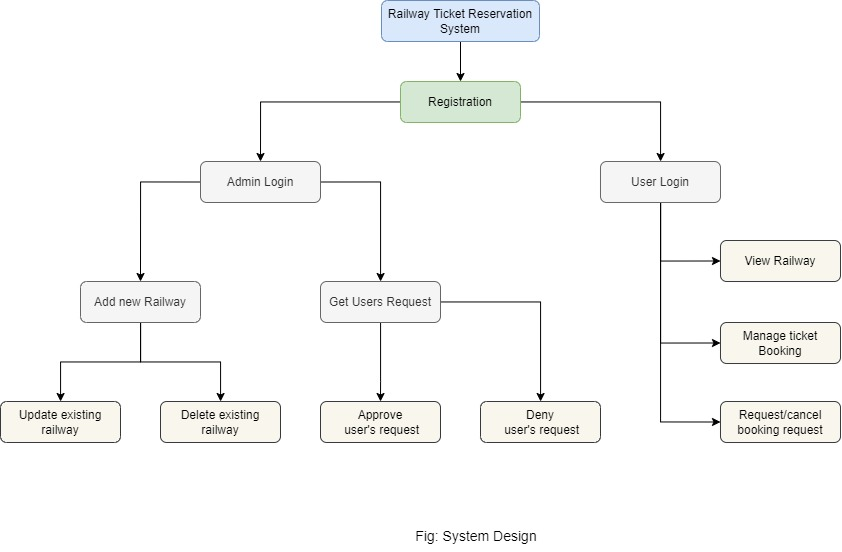 Railway Ticket Reservation
System
Registration
Admin Login
User Login
View Railway
Add new Railway
Get Users Request
Manage ticket
Booking
Update existing
railway
Delete existing
railway
Approve
user's request
Deny
user's request
Request/cancel
booking request
Fig: System Design